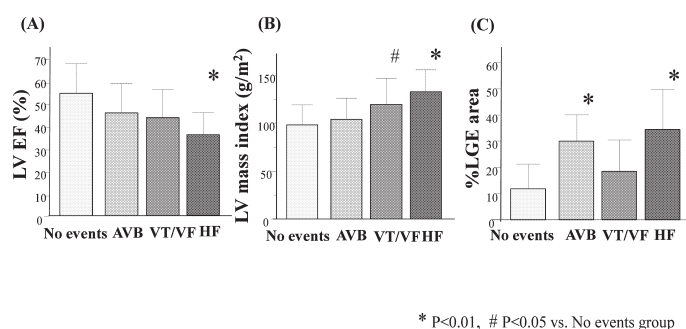 (A)
LV EF (%)
70
60
50
40
30
20
10
0
*
No events AVB VT/VF HF
(B)
LV mass index (g/m²)
150
100
50
0
# *
No events AVB VT/VF HF
(C)
%LGE area
60
50
40
30
20
10
0
* *
No events AVB VT/VF HF
* P<0.01, # P<0.05 vs. No events group